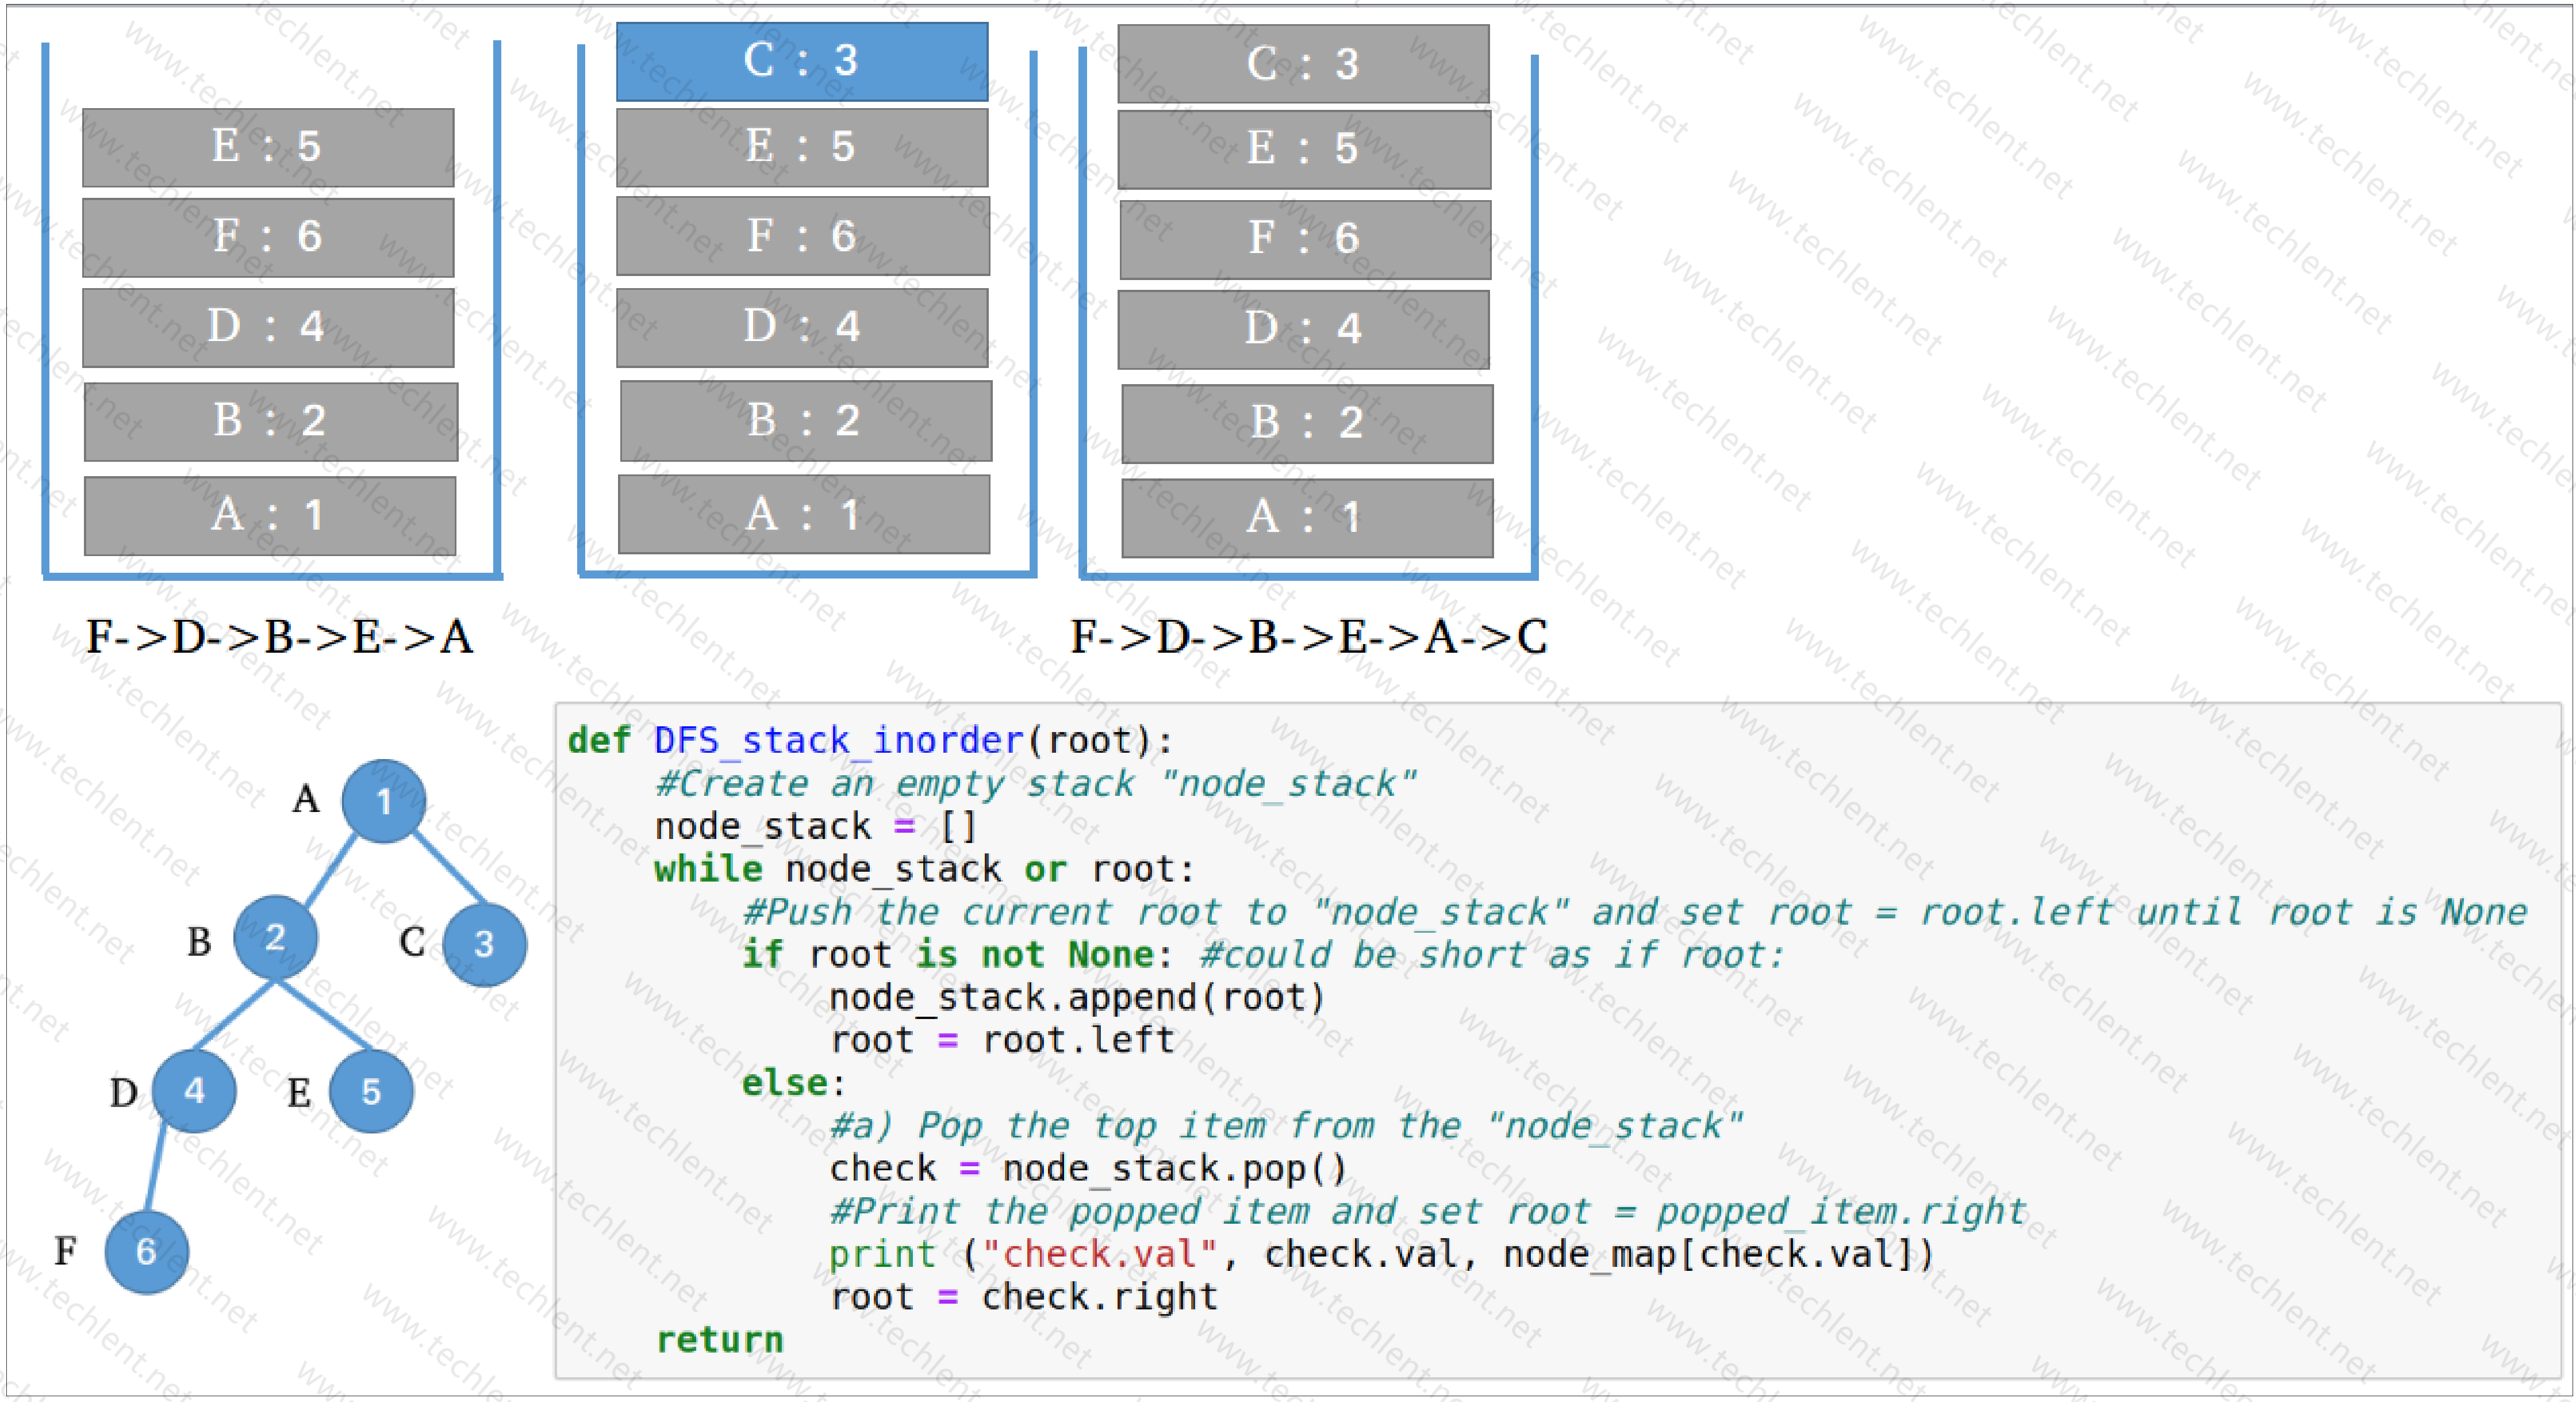 E : 5
F : 6
D : 4
B : 2
A : 1
F->D->B->E->A
C : 3
E : 5
F : 6
D : 4
B : 2
A : 1
C : 3
E : 5
F : 6
D : 4
B : 2
A : 1
F->D->B->E->A->C
A 1
B 2 C 3
D 4 E 5
F 6
def DFS_stack_inorder(root):
#Create an empty stack "node_stack"
node_stack = []
while node_stack or root:
#Push the current root to "node_stack" and set root = root.left until root is None
if root is not None: #could be short as if root:
node_stack.append(root)
root = root.left
else:
#a) Pop the top item from the "node_stack"
check = node_stack.pop()
#Print the popped item and set root = popped_item.right
print ("check.val", check.val, node_map[check.val])
root = check.right
return
www.techlent.net